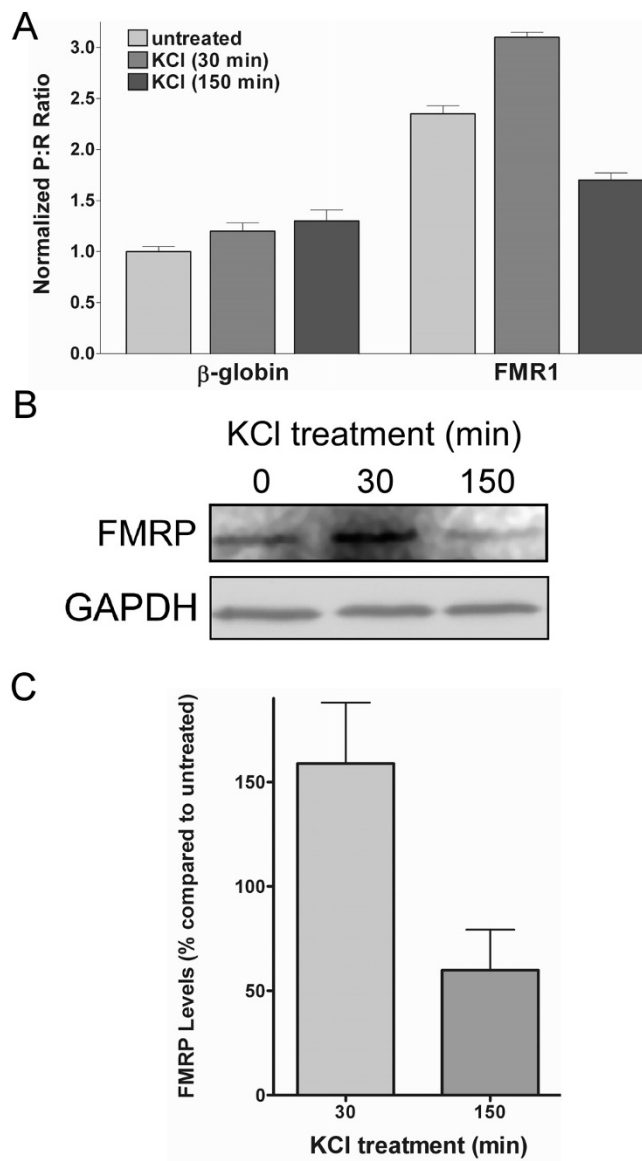 A
untreated
KCl (30 min)
KCl (150 min)
Normalized P:R Ratio
3.0
2.5
2.0
1.5
1.0
0.5
0.0
β-globin FMR1
B
KCl treatment (min)
0 30 150
FMRP
GAPDH
C
FMRP Levels (% compared to untreated)
150
100
50
0
30 150
KCl treatment (min)